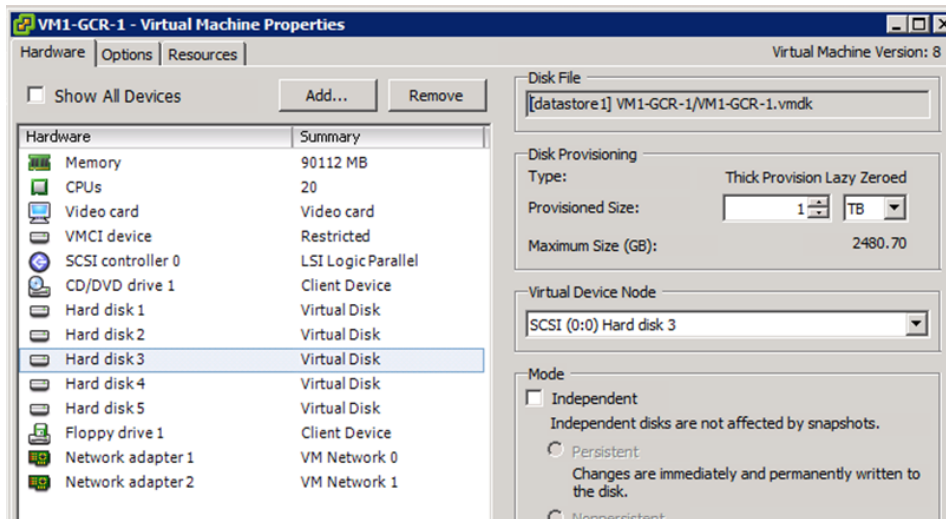 VM1-GCR-1 - Virtual Machine Properties
Hardware Options Resources
Virtual Machine Version: 8
Show All Devices
Add...
Remove
Hardware Summary
Memory 90112 MB
CPUs 20
Video card Video card
VMCI device Restricted
SCSI controller 0 LSI Logic Parallel
CD/DVD drive 1 Client Device
Hard disk 1 Virtual Disk
Hard disk 2 Virtual Disk
Hard disk 3 Virtual Disk
Hard disk 4 Virtual Disk
Hard disk 5 Virtual Disk
Floppy drive 1 Client Device
Network adapter 1 VM Network 0
Network adapter 2 VM Network 1
Disk File
[datastore1] VM1-GCR-1/VM1-GCR-1.vmdk
Disk Provisioning
Type: Thick Provision Lazy Zeroed
Provisioned Size: 1 TB
Maximum Size (GB): 2480.70
Virtual Device Node
SCSI (0:0) Hard disk 3
Mode
Independent
Independent disks are not affected by snapshots.
Persistent
Changes are immediately and permanently written to
the disk.
Nonpersistent